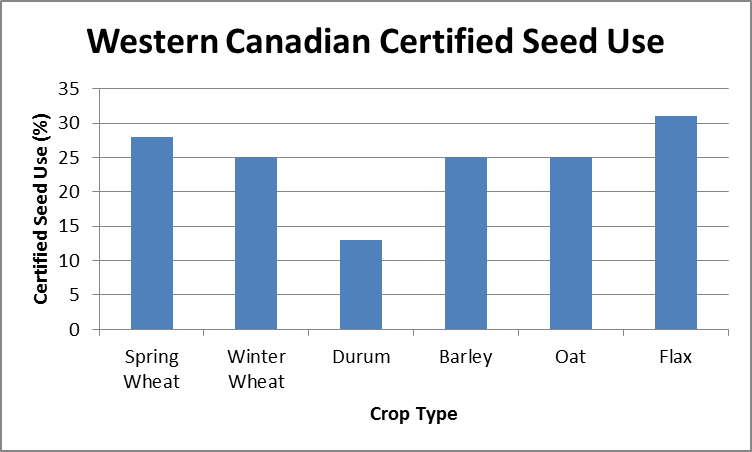 Western Canadian Certified Seed Use
Certified Seed Use (%)
35
30
25
20
15
10
5
0
Spring Wheat
Winter Wheat
Durum
Barley
Oat
Flax
Crop Type